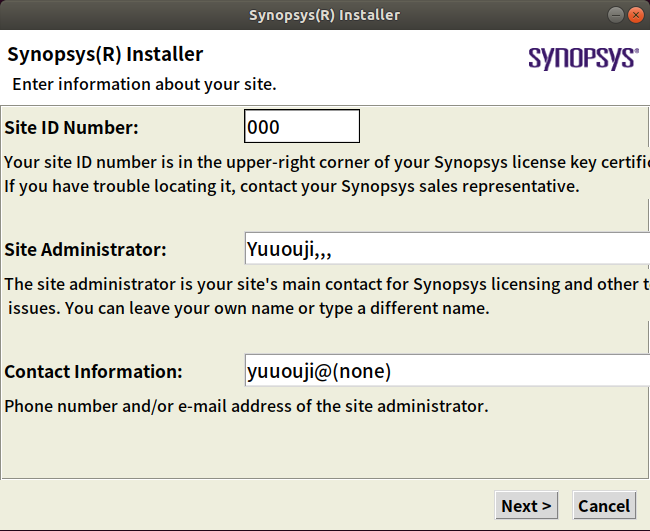 Synopsys(R) Installer
Synopsys(R) Installer
SYNOPSYS®
Enter information about your site.
Site ID Number: 000
Your site ID number is in the upper-right corner of your Synopsys license key certific
If you have trouble locating it, contact your Synopsys sales representative.
Site Administrator: Yuuouji,,,
The site administrator is your site's main contact for Synopsys licensing and other t
issues. You can leave your own name or type a different name.
Contact Information: yuuouji@(none)
Phone number and/or e-mail address of the site administrator.
Next > Cancel